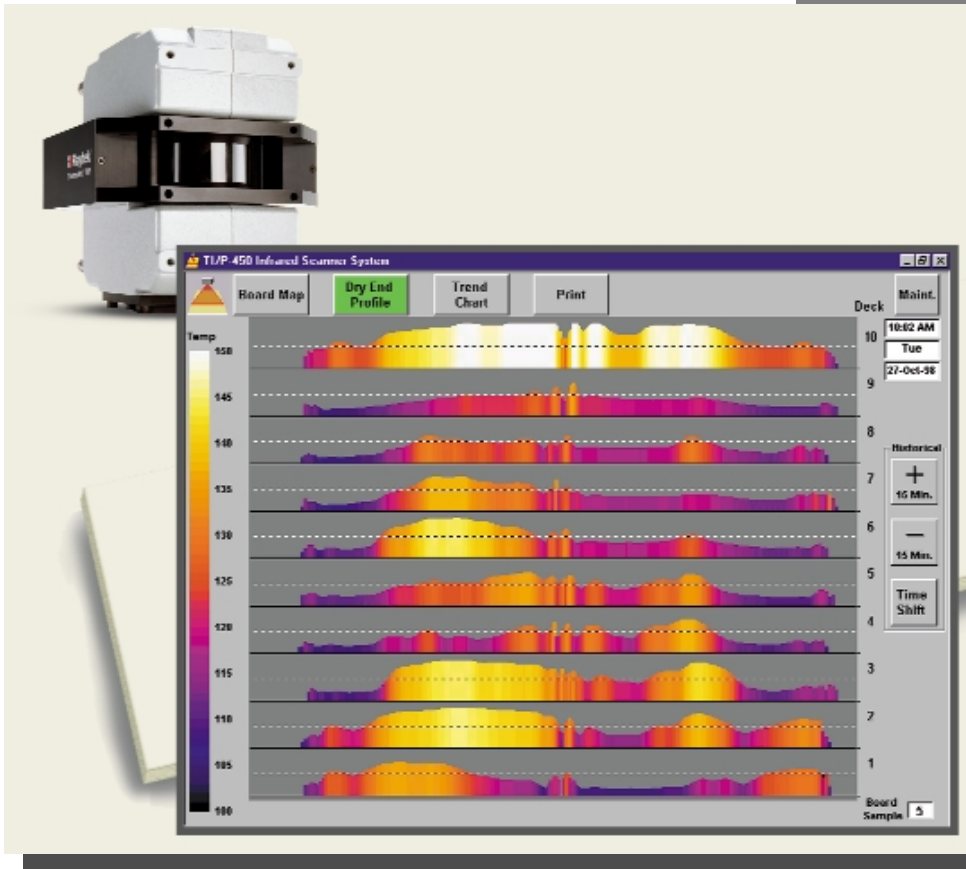 Raytek
TI/P-450 Infrared Scanner System
Board Map
Dry End
Profile
Trend
Chart
Print
Deck
Maint.
10:02 AM
Tue
27-Oct-98
Temp
150
145
140
135
130
125
120
115
110
105
100
10
9
8
7
6
5
4
3
2
1
Historical
+
15 Min.
—
15 Min.
Time
Shift
Board
Sample
5